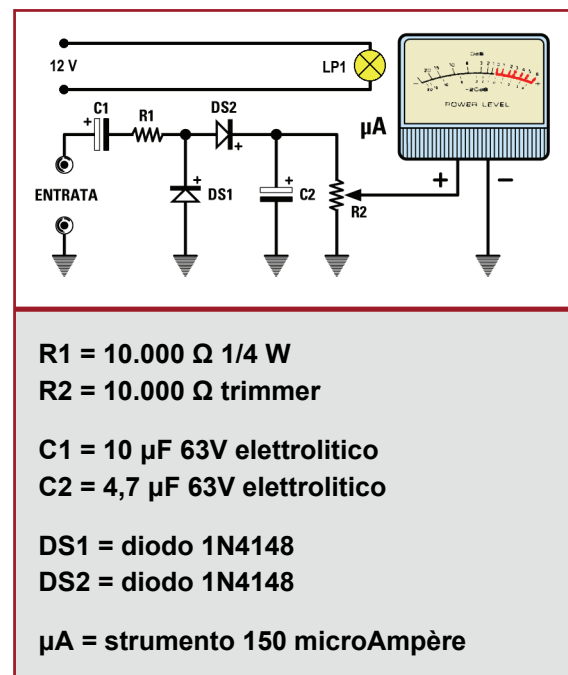 12 V
LP1
C1
R1
DS2
+
+
µA
DeB
POWER LEVEL
ENTRATA
+
DS1
+
C2
R2
+
−
R1 = 10.000 Ω 1/4 W
R2 = 10.000 Ω trimmer
C1 = 10 µF 63V elettrolitico
C2 = 4,7 µF 63V elettrolitico
DS1 = diodo 1N4148
DS2 = diodo 1N4148
µA = strumento 150 microAmpère